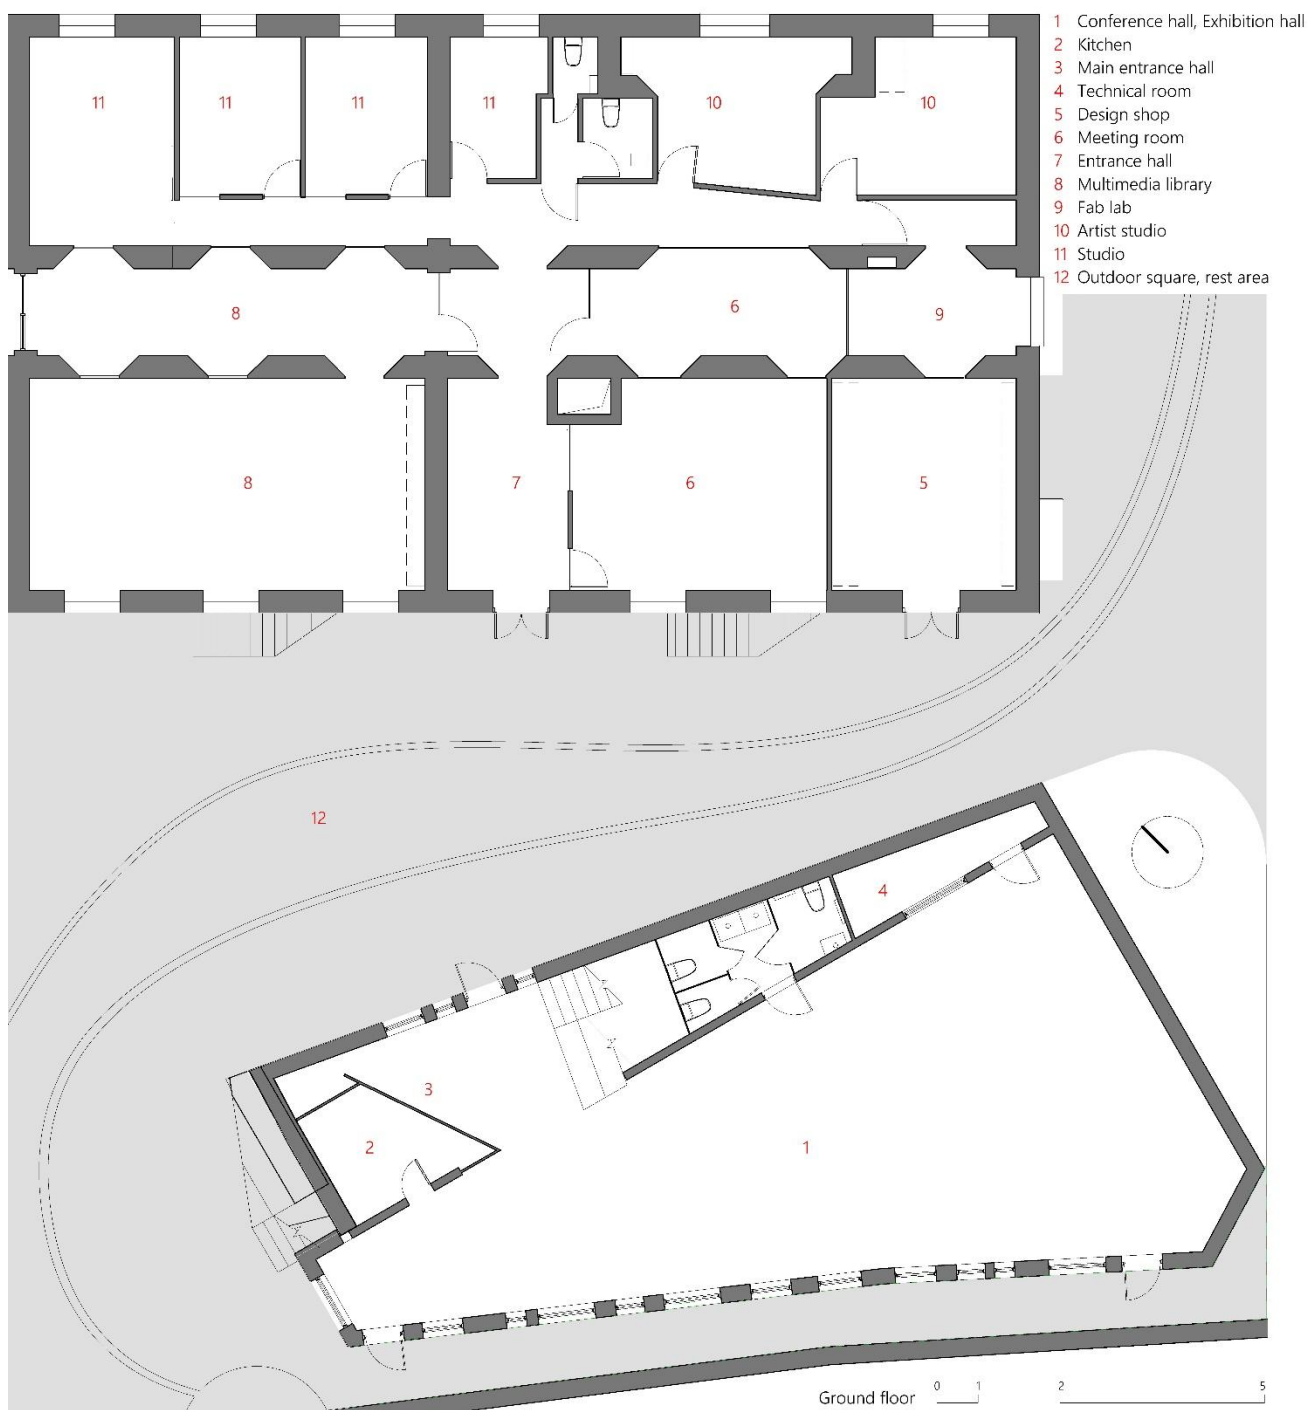 1 Conference hall, Exhibition hall
2 Kitchen
3 Main entrance hall
4 Technical room
5 Design shop
6 Meeting room
7 Entrance hall
8 Multimedia library
9 Fab lab
10 Artist studio
11 Studio
12 Outdoor square, rest area
11 11 11 11 10 10
8 6 9
8 7 6 5
12
4
3
2 1
Ground floor 0 1 2 5